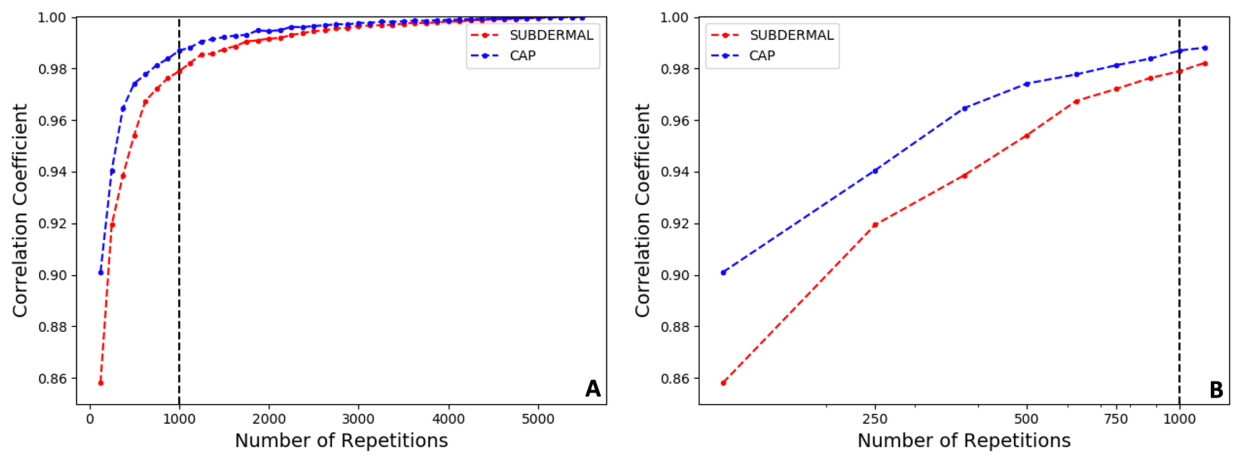 1.00
0.98
0.96
0.94
0.92
0.90
0.88
0.86
Correlation Coefficient
SUBDERMAL
CAP
A
0 1000 2000 3000 4000 5000
Number of Repetitions
1.00
0.98
0.96
0.94
0.92
0.90
0.88
0.86
Correlation Coefficient
SUBDERMAL
CAP
B
250 500 750 1000
Number of Repetitions